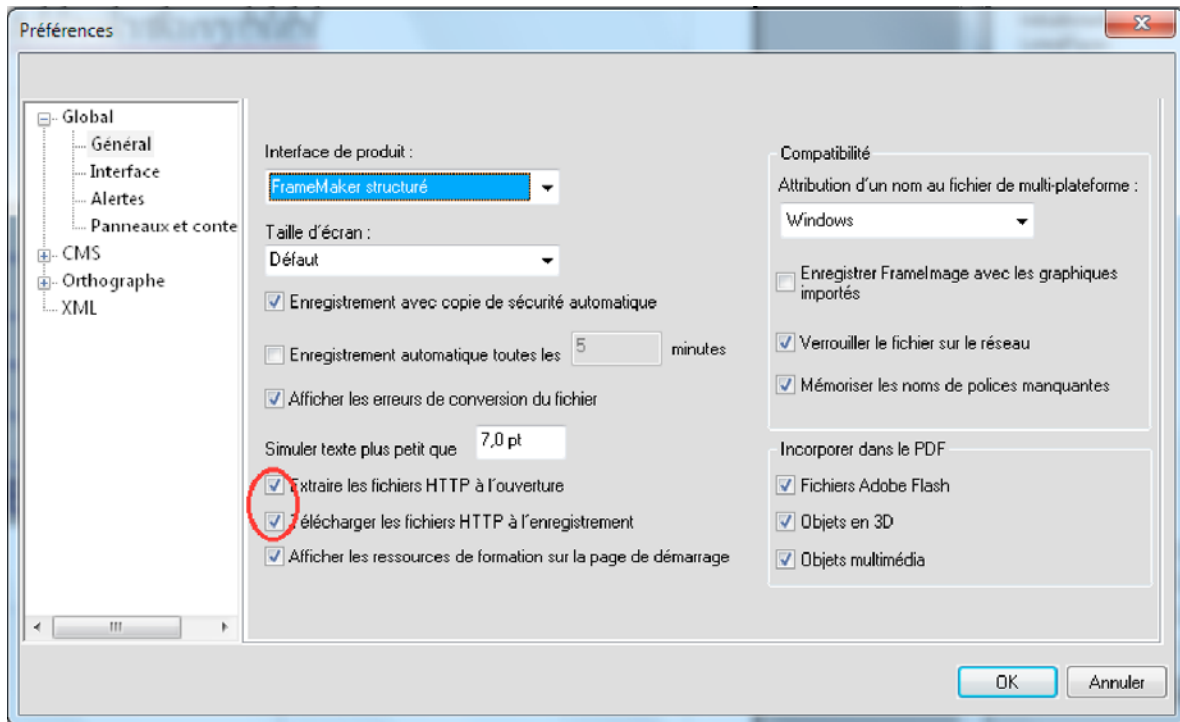 Préférences
Global
Général
Interface
Alertes
Panneaux et conte
CMS
Orthographe
XML
Interface de produit :
FrameMaker structuré
Taille d'écran :
Défaut
Enregistrement avec copie de sécurité automatique
Enregistrement automatique toutes les 5 minutes
Afficher les erreurs de conversion du fichier
Simuler texte plus petit que 7,0 pt
Extraire les fichiers HTTP à l'ouverture
Télécharger les fichiers HTTP à l'enregistrement
Afficher les ressources de formation sur la page de démarrage
Compatibilité
Attribution d'un nom au fichier de multi-plateforme :
Windows
Enregistrer FrameImage avec les graphiques
importés
Verrouiller le fichier sur le réseau
Mémoriser les noms de polices manquantes
Incorporer dans le PDF
Fichiers Adobe Flash
Objets en 3D
Objets multimédia
OK
Annuler